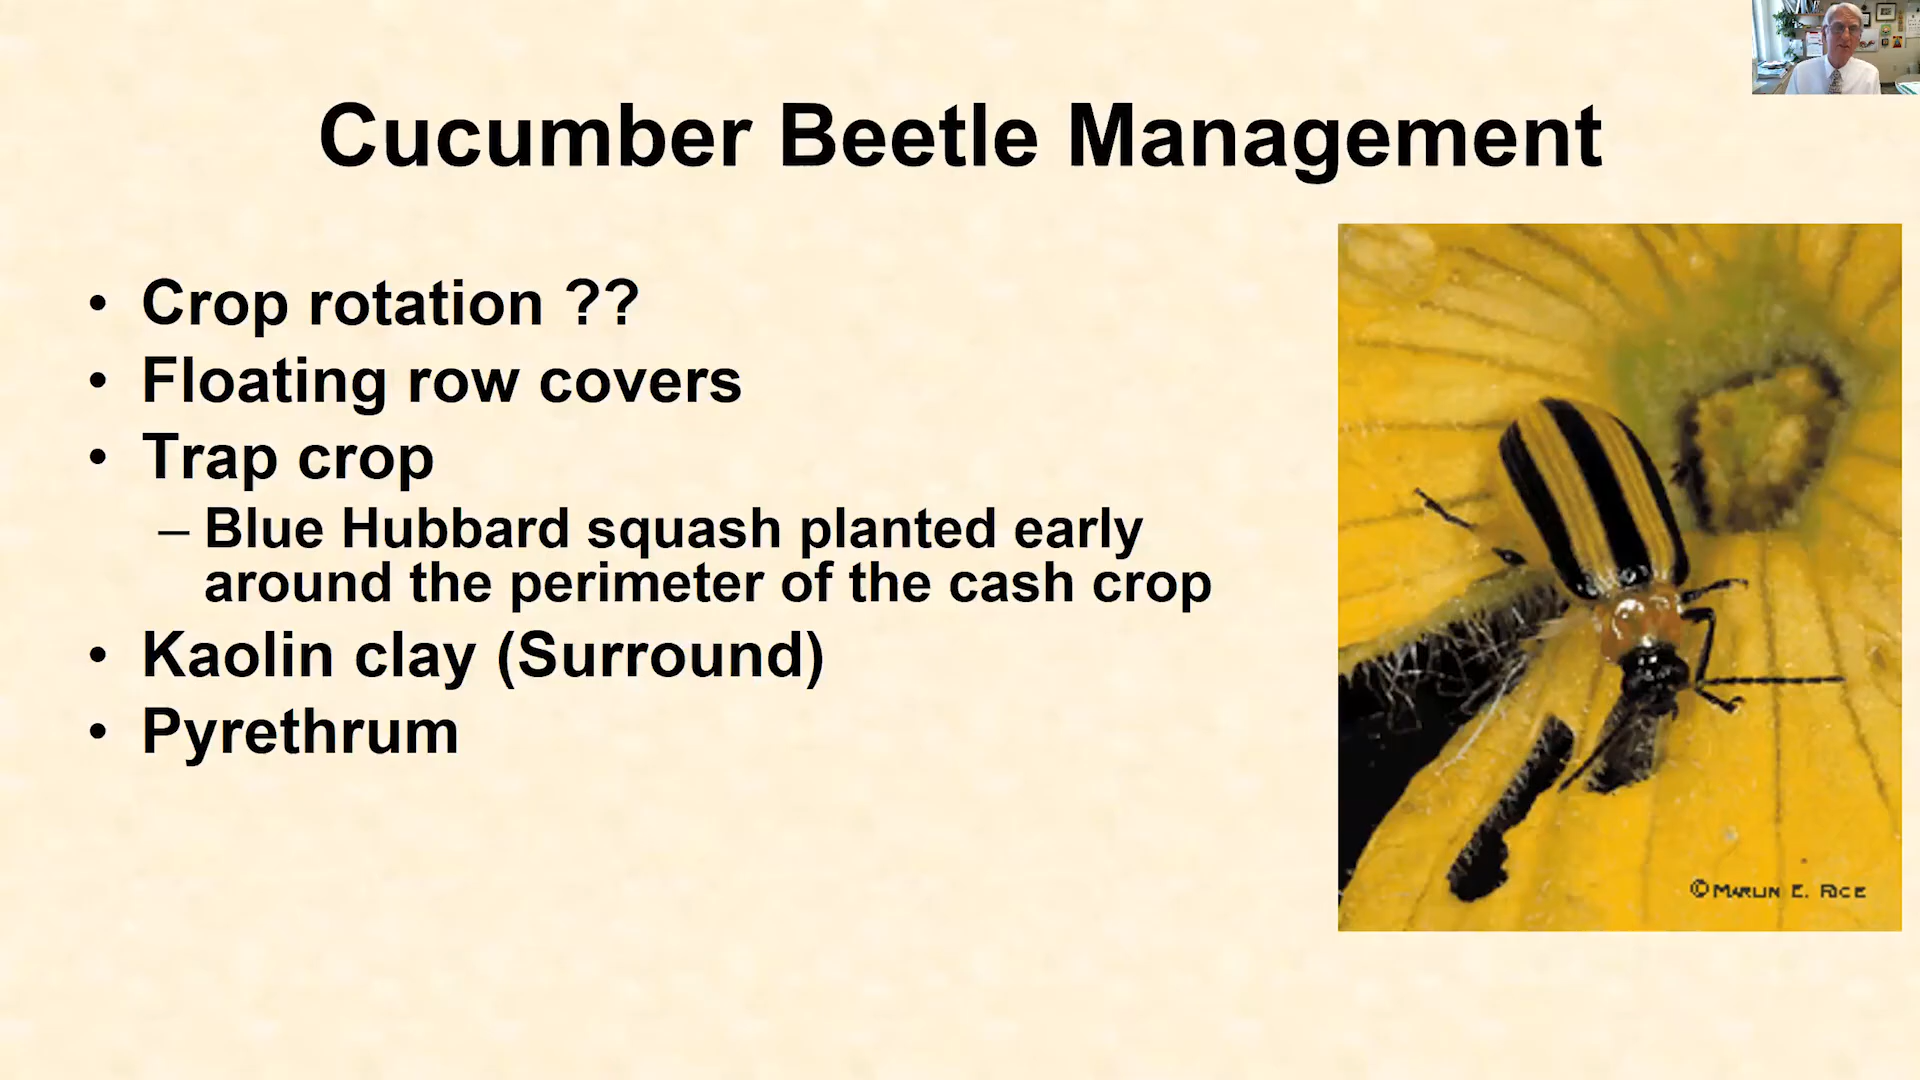 Cucumber Beetle Management
• Crop rotation ??
• Floating row covers
• Trap crop
– Blue Hubbard squash planted early
around the perimeter of the cash crop
• Kaolin clay (Surround)
• Pyrethrum
© MARLIN E. RICE